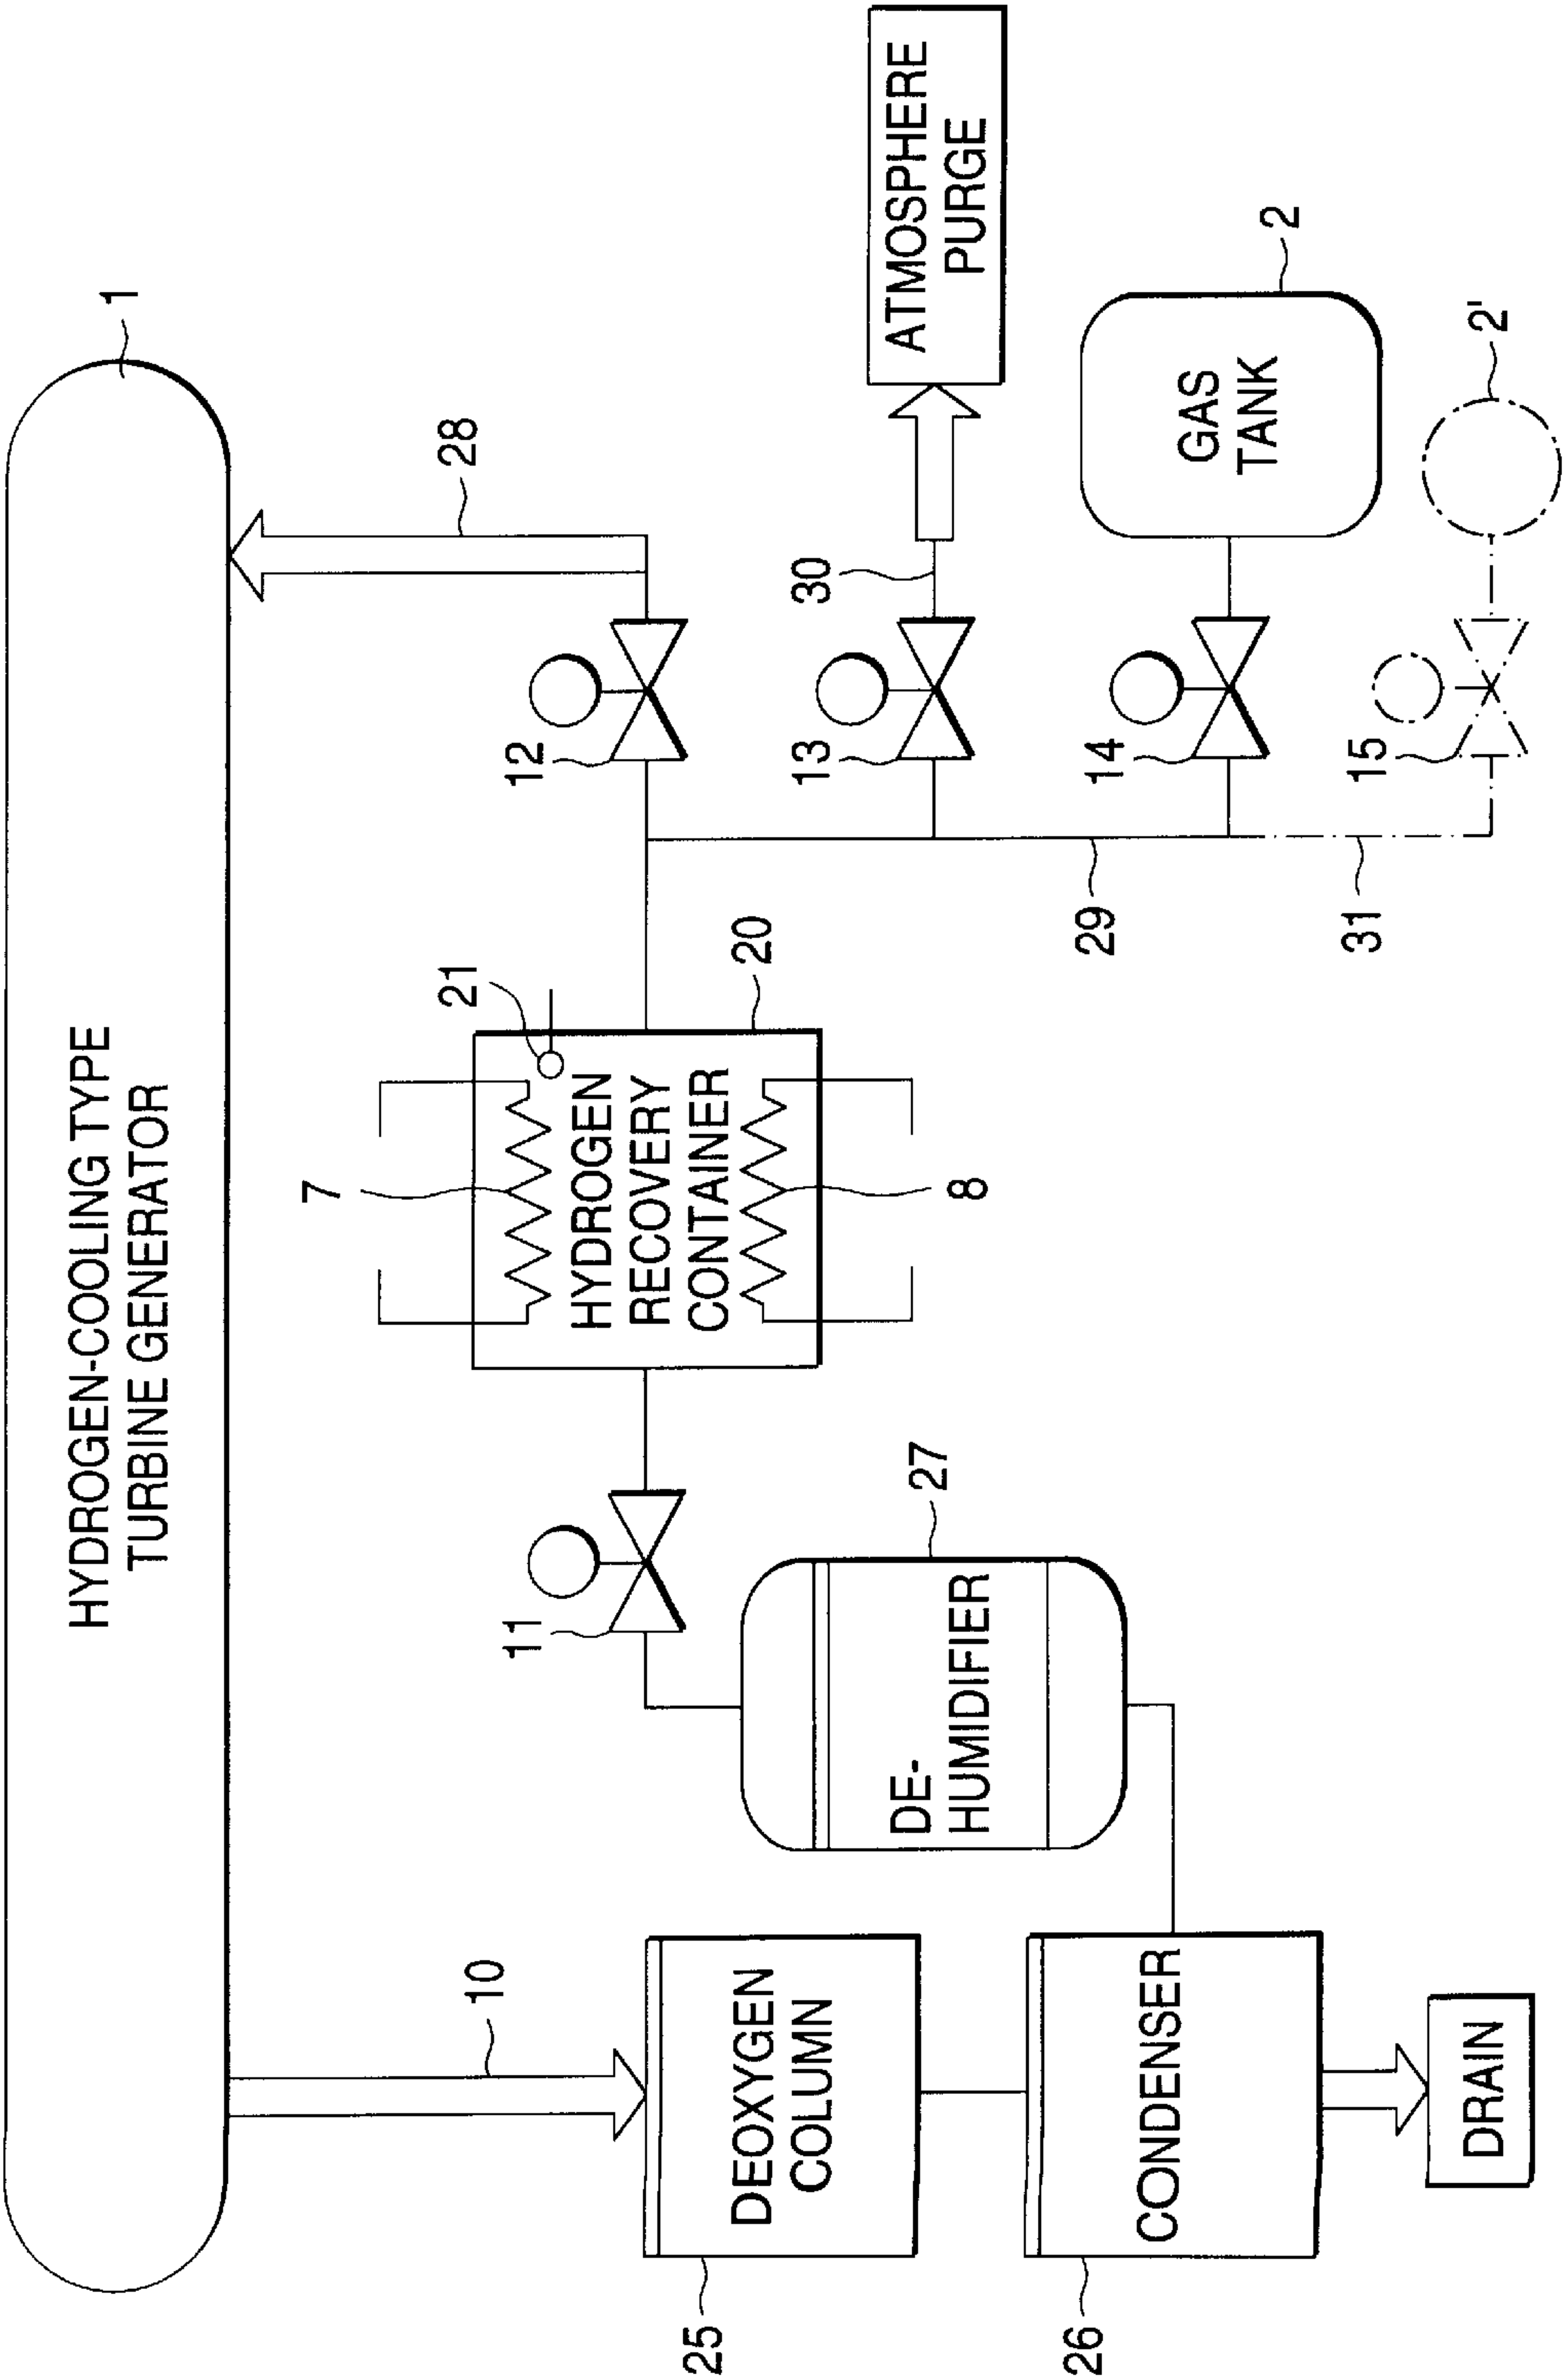 HYDROGEN-COOLING TYPE
TURBINE GENERATOR
1
10
28
7
21
HYDROGEN
RECOVERY
CONTAINER
20
8
11
12
13
30
ATMOSPHERE
PURGE
25
DEOXYGEN
COLUMN
DE-
HUMIDIFIER
27
29
14
GAS
TANK
2
26
CONDENSER
31
15
2'
DRAIN